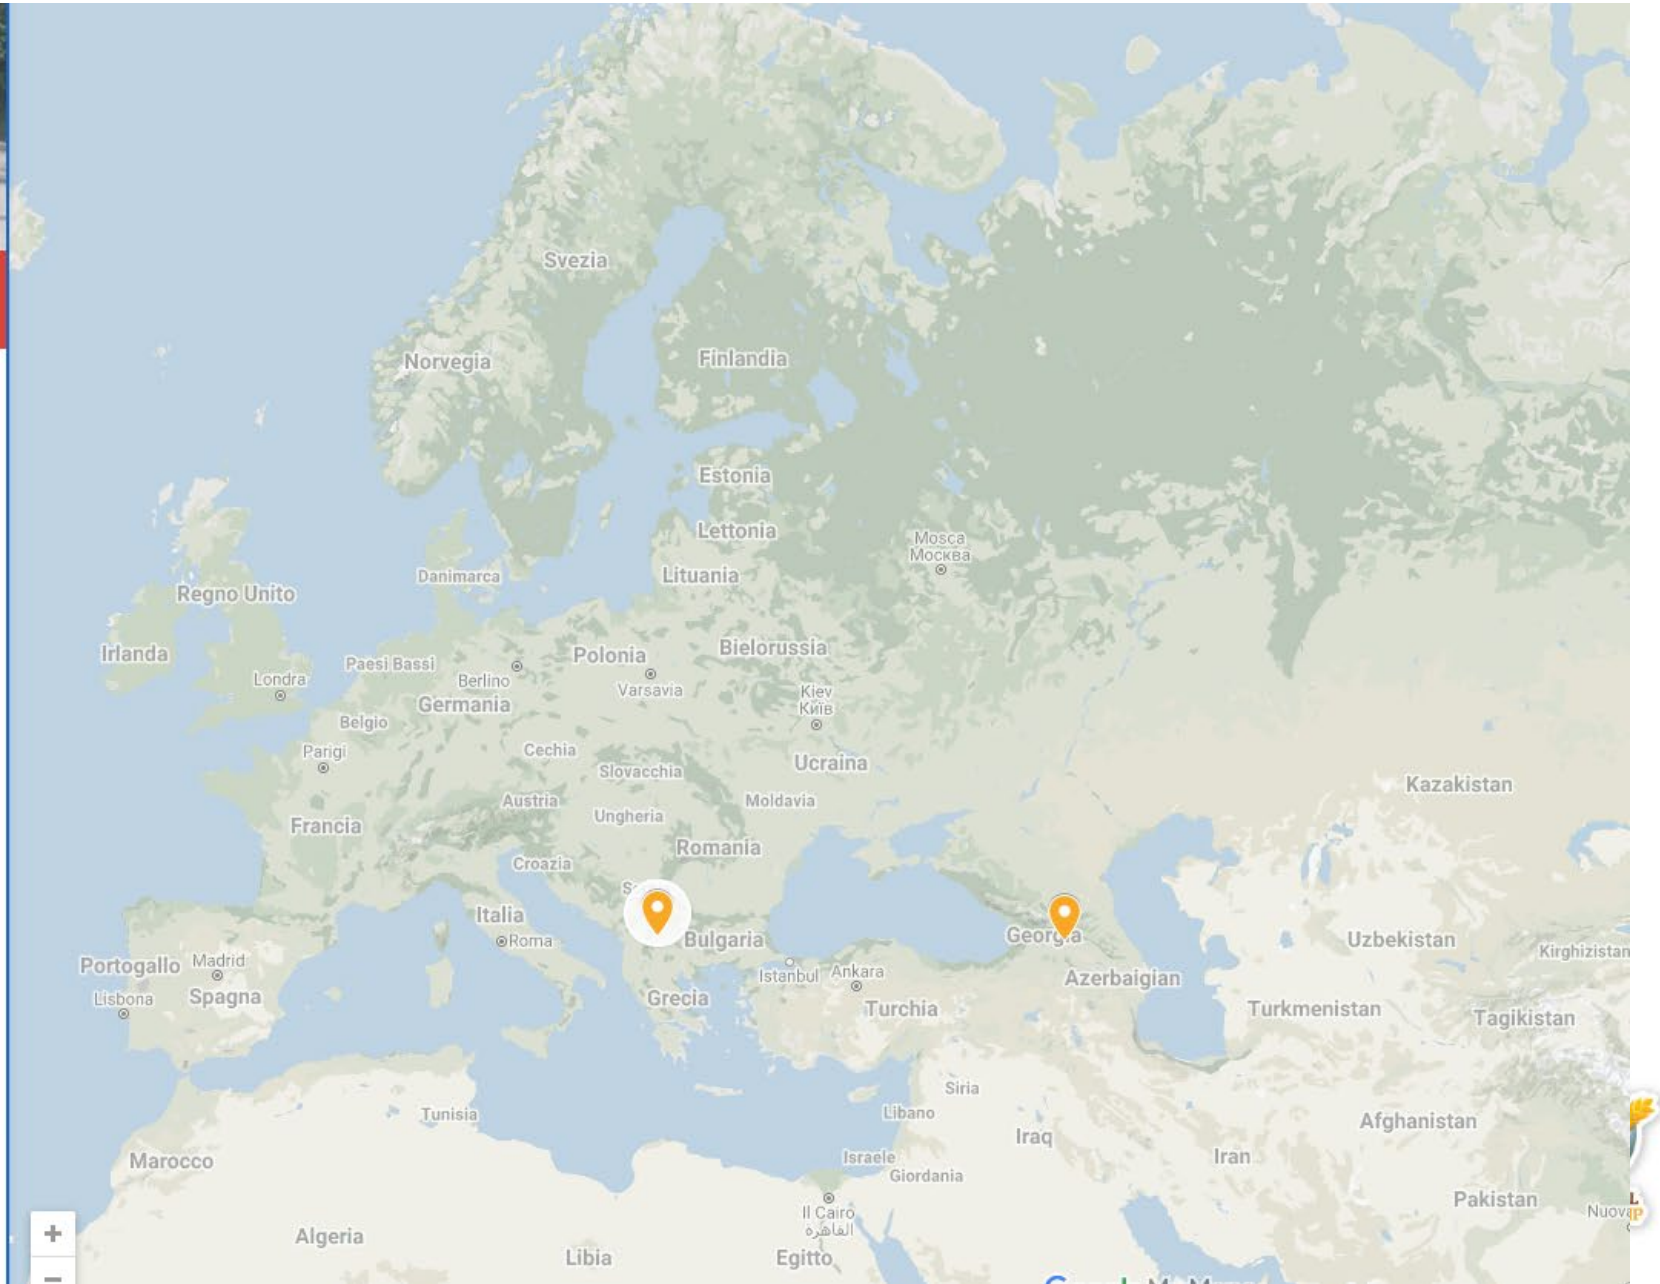 Svezia
Norvegia
Finlandia
Estonia
Lettonia
Mosca
Москва
Danimarca
Lituania
Regno Unito
Irlanda
Paesi Bassi
Polonia
Bielorussia
Londra
Berlino
Varsavia
Kiev
Київ
Germania
Belgio
Parigi
Cechia
Slovacchia
Ucraina
Kazakistan
Austria
Moldavia
Ungheria
Francia
Romania
Croazia
Italia
Roma
Bulgaria
Georgia
Uzbekistan
Kirghizistan
Portogallo
Madrid
Istanbul
Ankara
Azerbaigian
Lisbona
Spagna
Grecia
Turchia
Turkmenistan
Tagikistan
Siria
Tunisia
Libano
Afghanistan
Iraq
Marocco
Israele
Iran
Giordania
Pakistan
Il Cairo
القاهرة
Algeria
Libia
Egitto